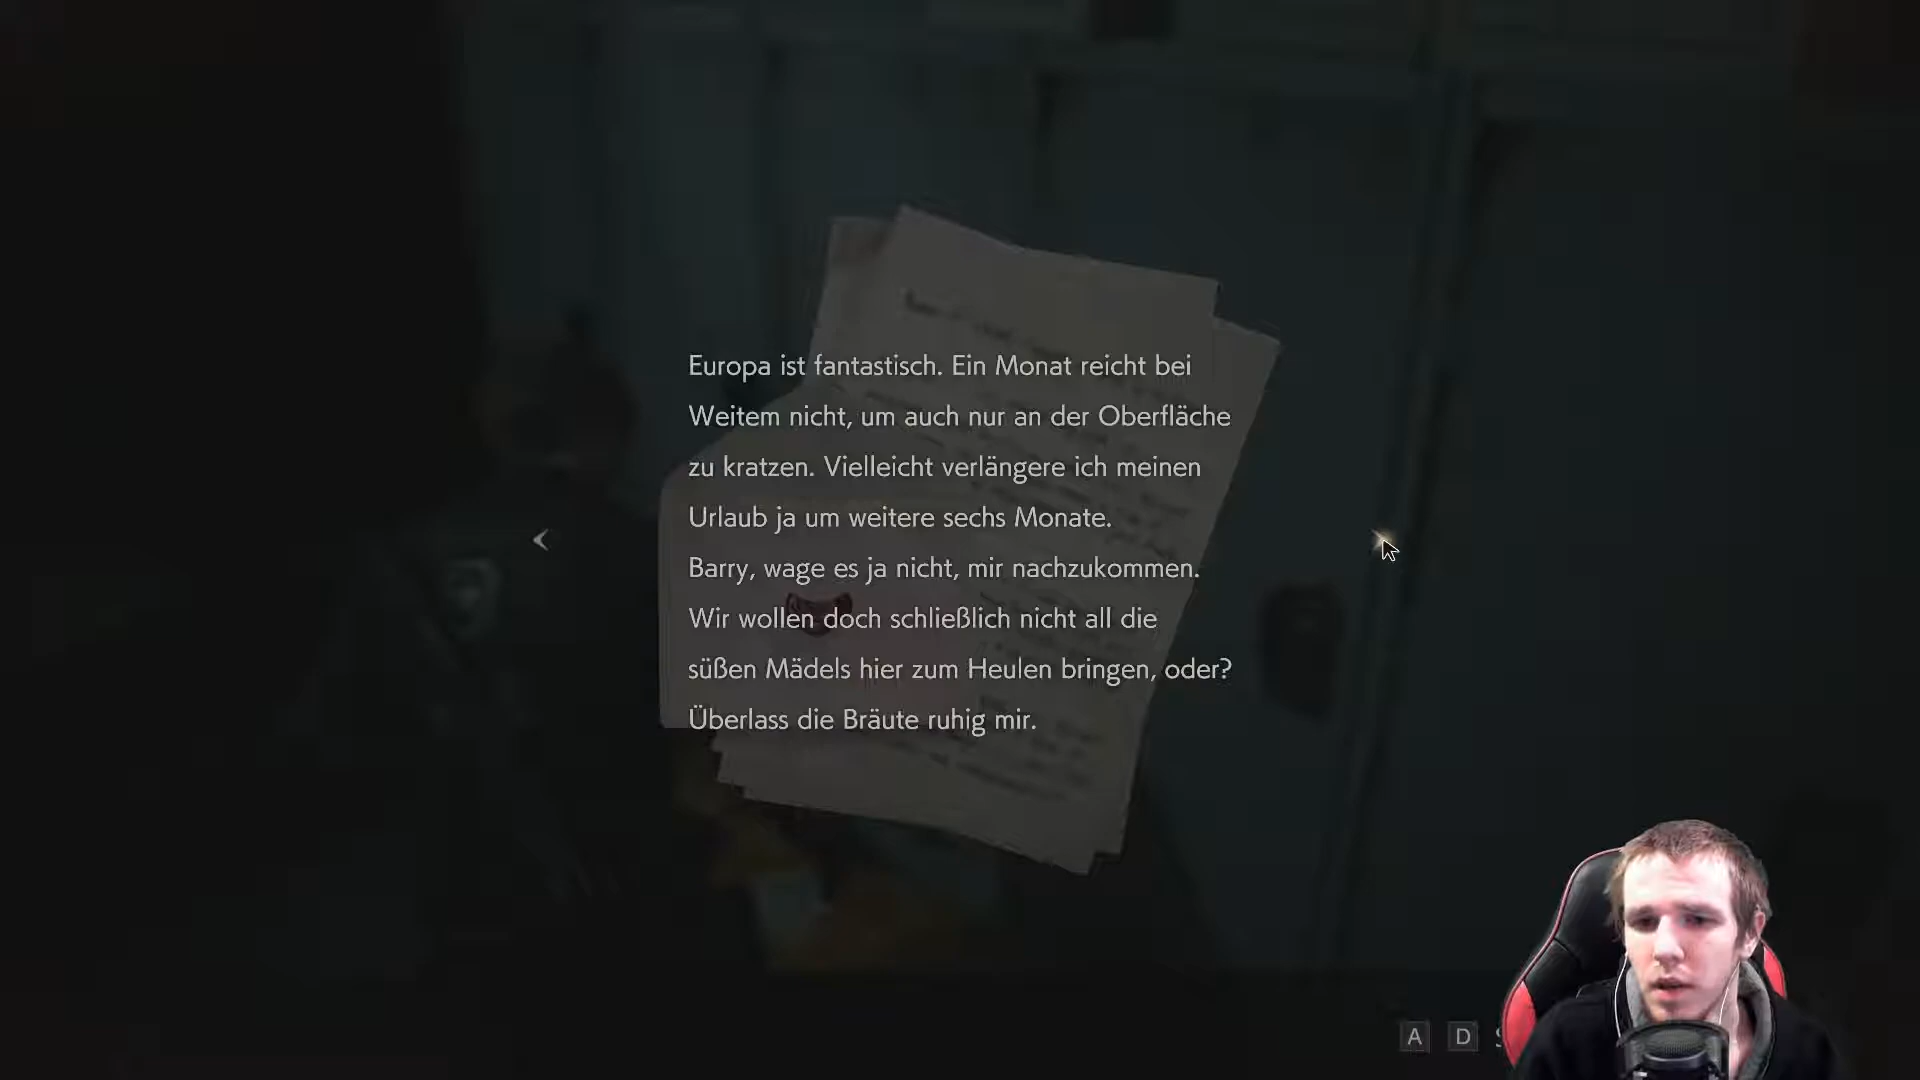 Europa ist fantastisch. Ein Monat reicht bei
Weitem nicht, um auch nur an der Oberfläche
zu kratzen. Vielleicht verlängere ich meinen
Urlaub ja um weitere sechs Monate.
Barry, wage es ja nicht, mir nachzukommen.
Wir wollen doch schließlich nicht all die
süßen Mädels hier zum Heulen bringen, oder?
Überlass die Bräute ruhig mir.
A D